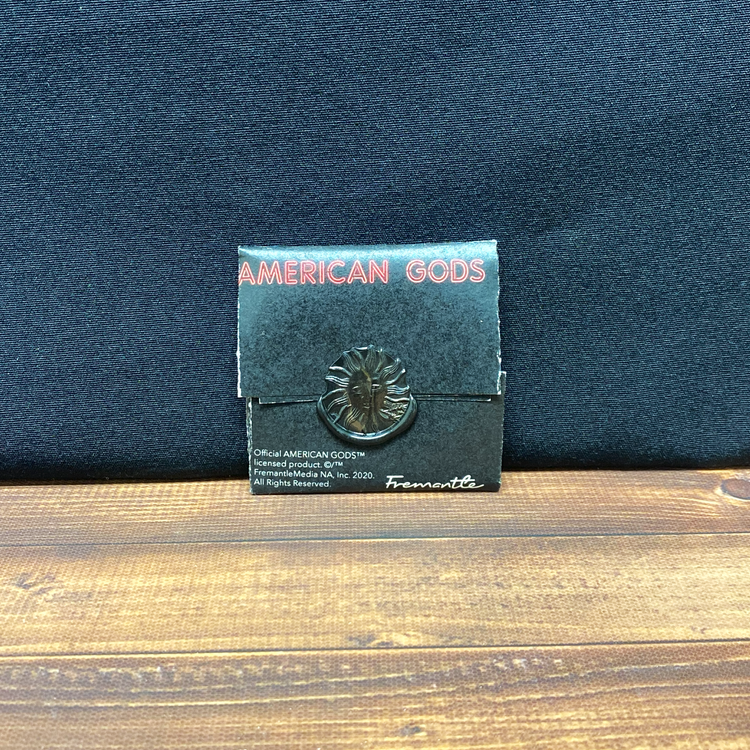 AMERICAN GODS
Official AMERICAN GODS™
licensed product. ©/™
FremantleMedia NA, Inc. 2020.
All Rights Reserved.
Fremantle